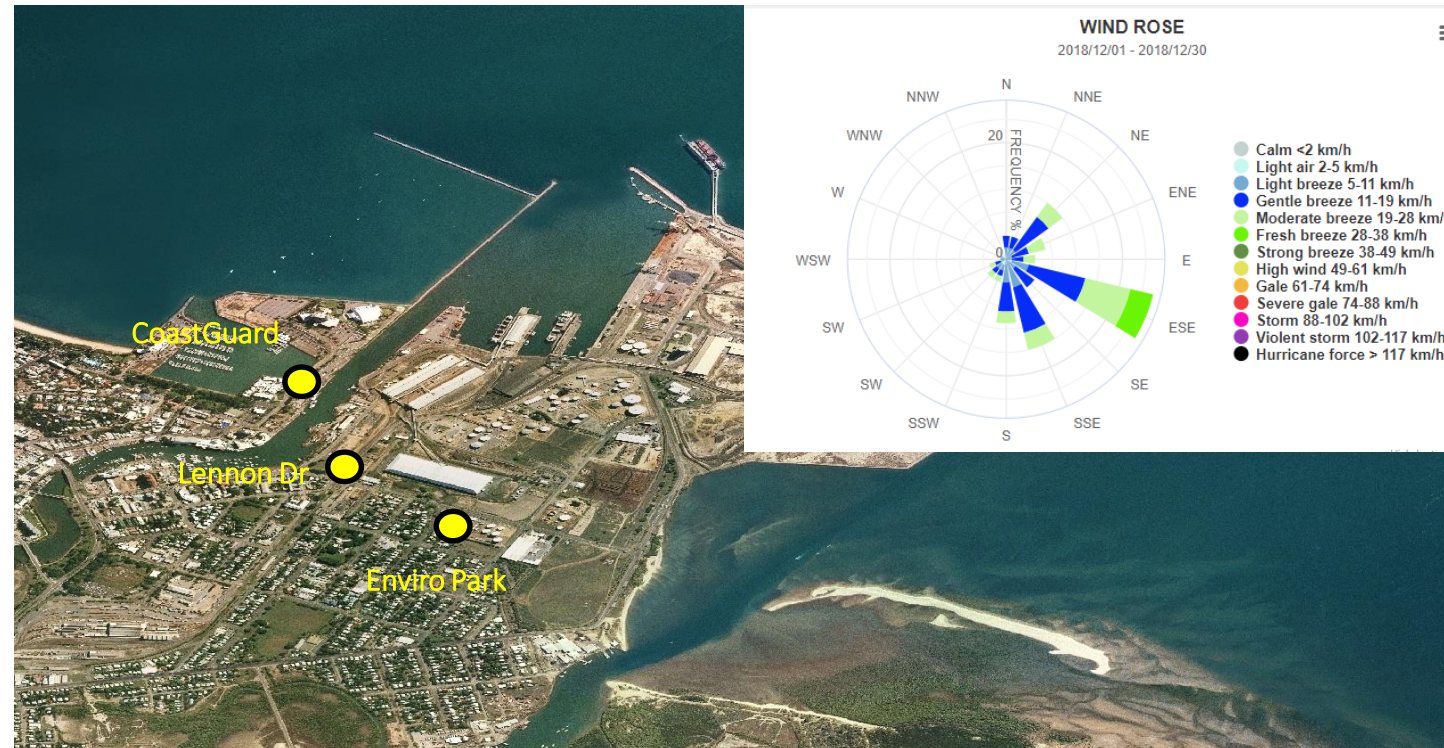 WIND ROSE
2018/12/01 - 2018/12/30
N
NNW
NNE
WNW
NE
20
FREQUENCY %
W
ENE
0
WSW
E
SW
ESE
SW
SE
SSW
SSE
S
Calm <2 km/h
Light air 2-5 km/h
Light breeze 5-11 km/h
Gentle breeze 11-19 km/h
Moderate breeze 19-28 km/
Fresh breeze 28-38 km/h
Strong breeze 38-49 km/h
High wind 49-61 km/h
Gale 61-74 km/h
Severe gale 74-88 km/h
Storm 88-102 km/h
Violent storm 102-117 km/h
Hurricane force > 117 km/h
CoastGuard
Lennon Dr
Enviro Park